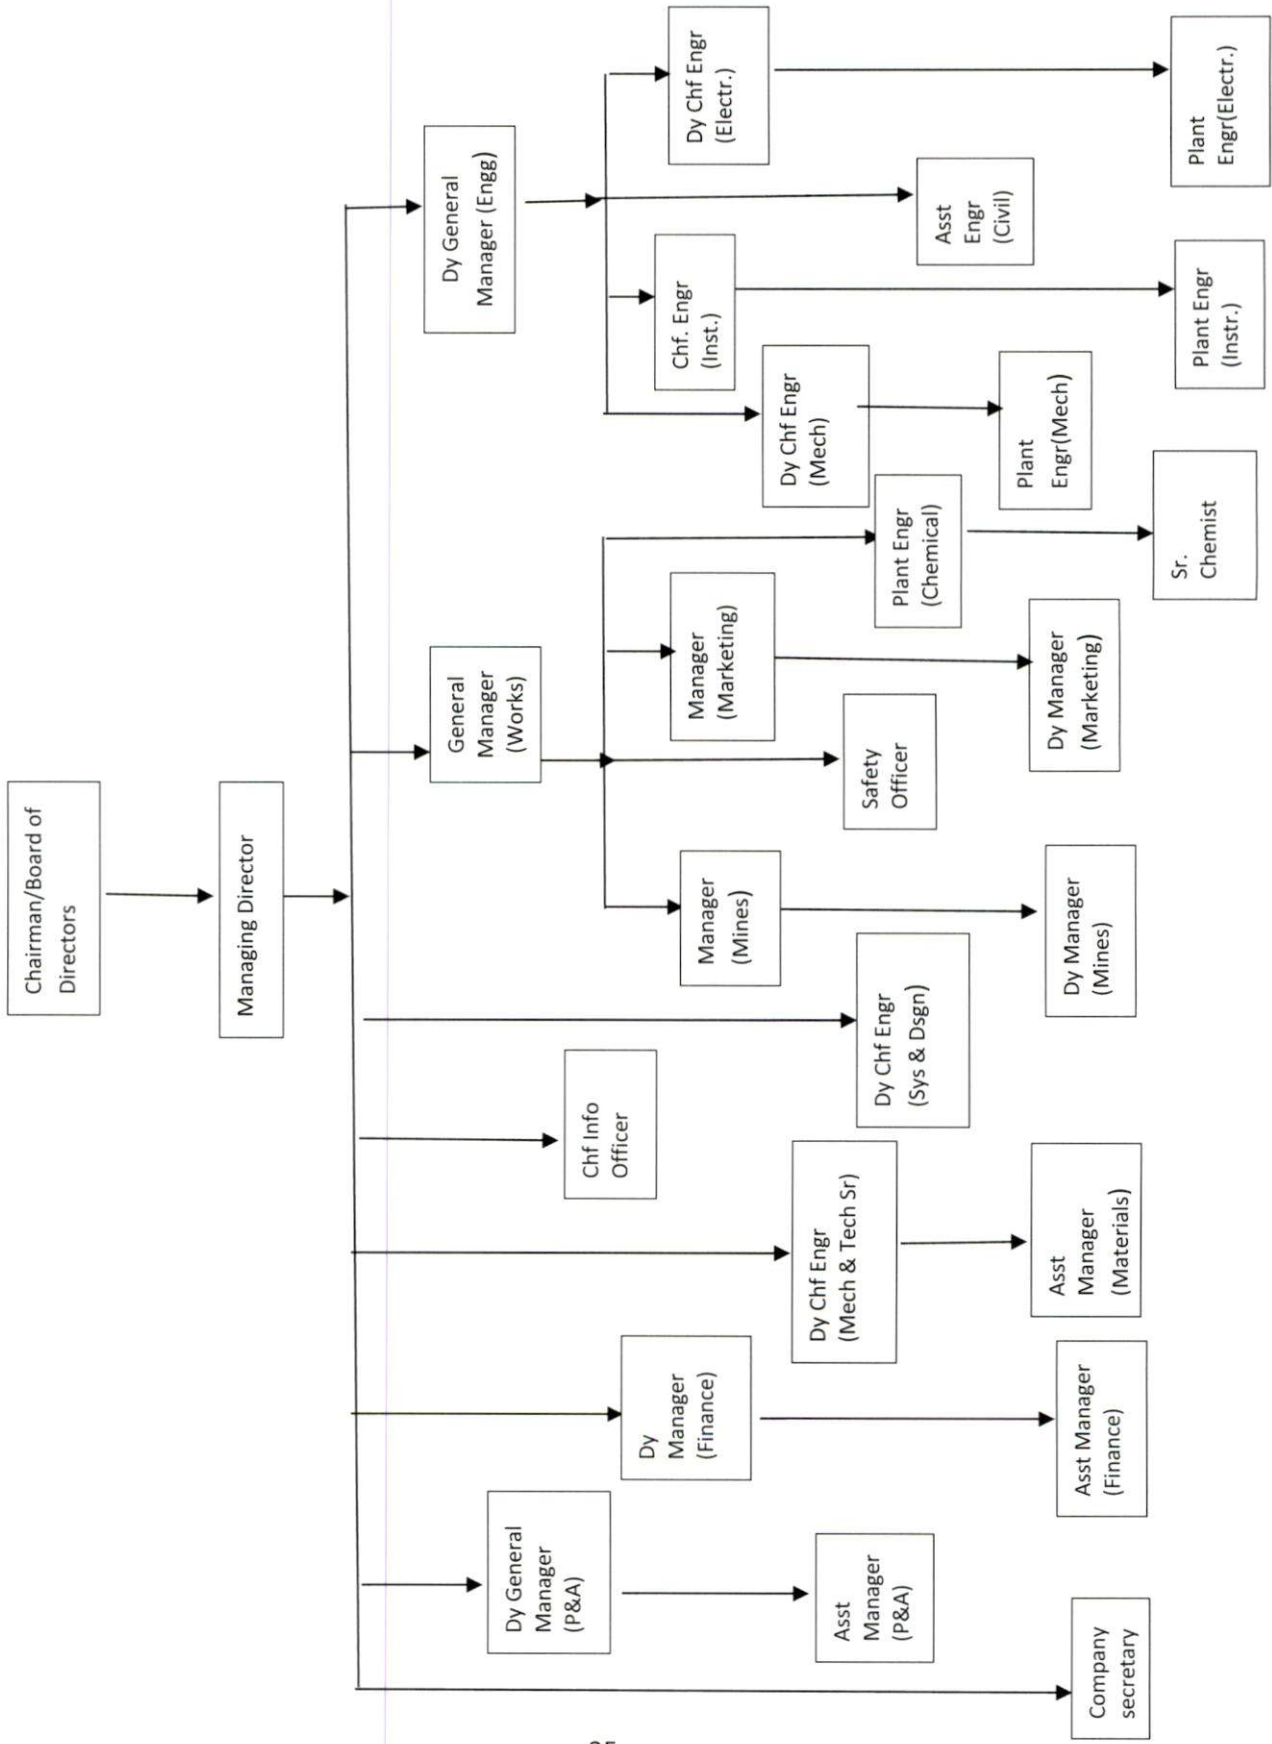 Chairman/Board of
Directors
Managing Director
Dy General
Manager (Engg)
General
Manager
(Works)
Dy General
Manager
(P&A)
Chf Info
Officer
Dy
Manager
(Finance)
Chf. Engr
(Inst.)
Dy Chf Engr
(Electr.)
Manager
(Marketing)
Manager
(Mines)
Dy Chf Engr
(Mech)
Dy Chf Engr
(Mech & Tech Sr)
Asst
Manager
(P&A)
Safety
Officer
Dy Chf Engr
(Sys & Dsgn)
Plant Engr
(Chemical)
Asst
Engr
(Civil)
Plant
Engr(Mech)
Dy Manager
(Marketing)
Asst
Manager
(Materials)
Dy Manager
(Mines)
Asst Manager
(Finance)
Company
secretary
Sr.
Chemist
Plant Engr
(Instr.)
Plant
Engr(Electr.)